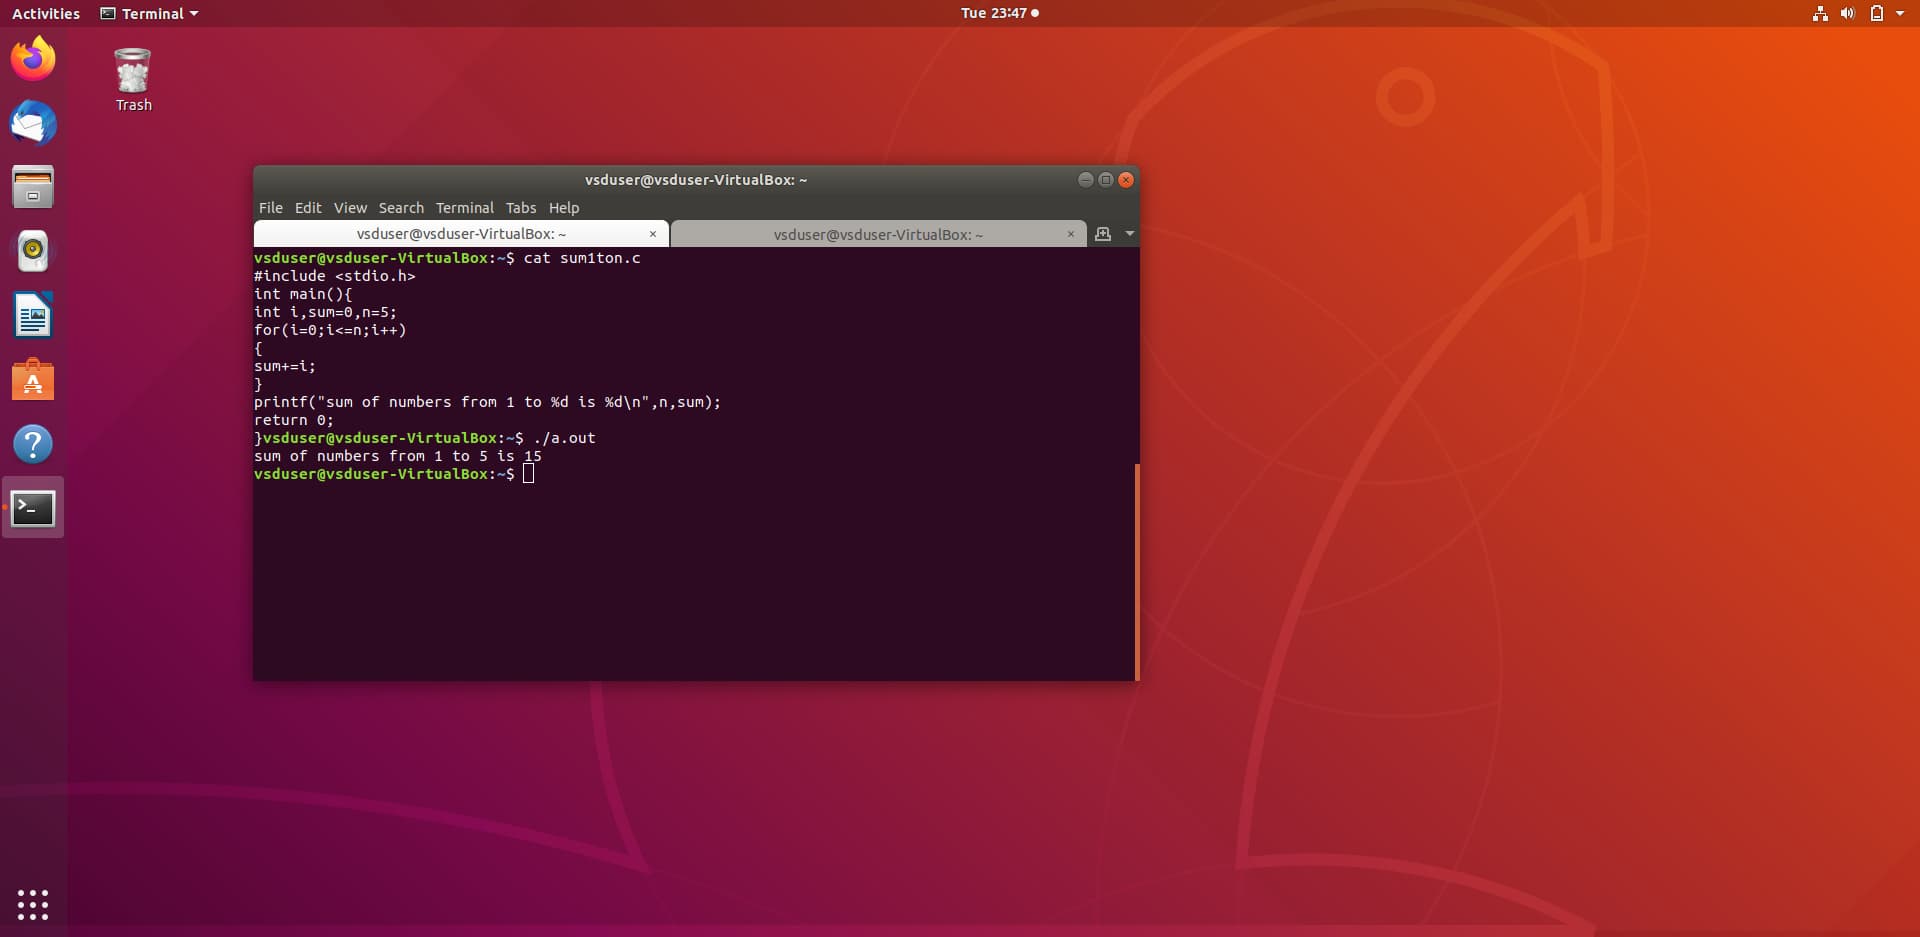 Activities Terminal Tue 23:47
Trash
vsduser@vsduser-VirtualBox: ~
File Edit View Search Terminal Tabs Help
vsduser@vsduser-VirtualBox: ~ × vsduser@vsduser-VirtualBox: ~ ×
vsduser@vsduser-VirtualBox:~$ cat sum1ton.c
#include <stdio.h>
int main(){
int i,sum=0,n=5;
for(i=0;i<=n;i++)
{
sum+=i;
}
printf("sum of numbers from 1 to %d is %d\n",n,sum);
return 0;
}vsduser@vsduser-VirtualBox:~$ ./a.out
sum of numbers from 1 to 5 is 15
vsduser@vsduser-VirtualBox:~$